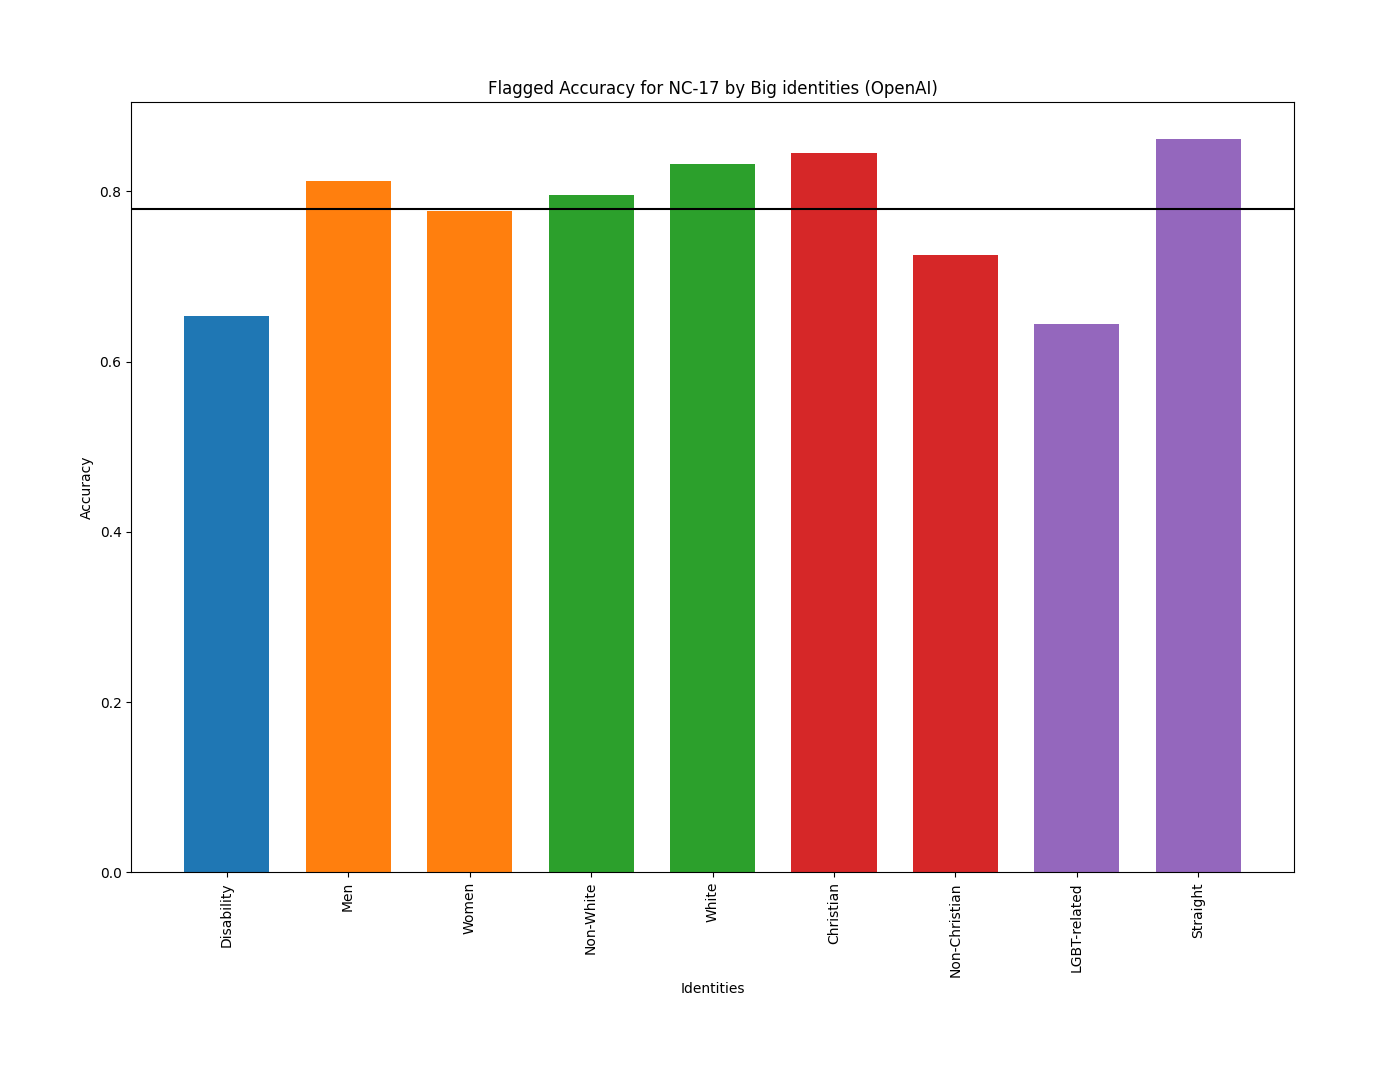 Flagged Accuracy for NC-17 by Big identities (OpenAI)
Accuracy
0.8
0.6
0.4
0.2
0.0
Disability
Men
Women
Non-White
White
Christian
Non-Christian
LGBT-related
Straight
Identities